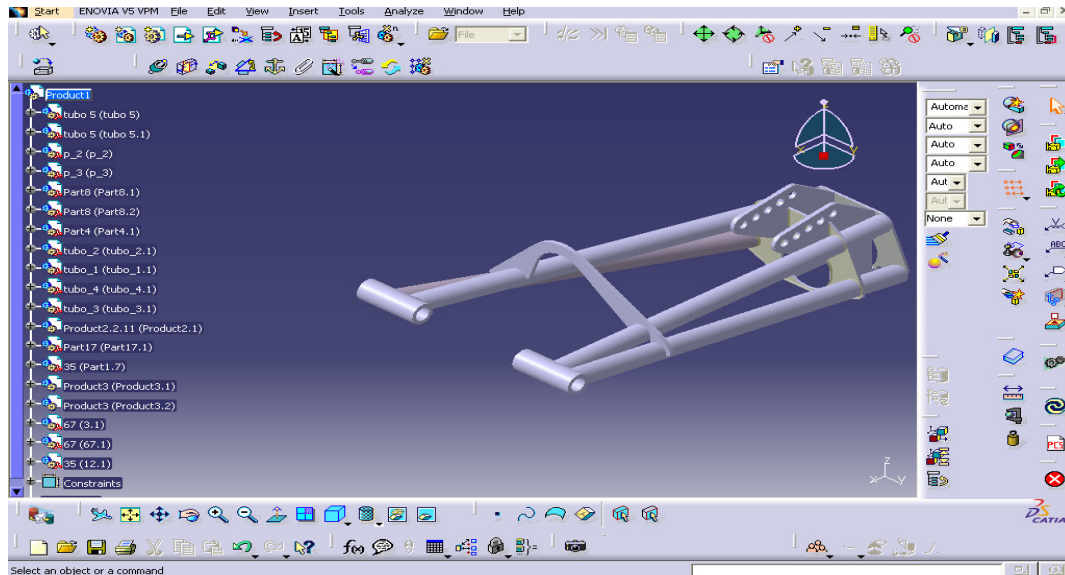 Start ENOVIA V5 VPM File Edit View Insert Tools Analyze Window Help
File
Product1
tubo 5 (tubo 5)
tubo 5 (tubo 5.1)
p_2 (p_2)
p_3 (p_3)
Part8 (Part8.1)
Part8 (Part8.2)
Part4 (Part4.1)
tubo_2 (tubo_2.1)
tubo_1 (tubo_1.1)
tubo_4 (tubo_4.1)
tubo_3 (tubo_3.1)
Product2.2.11 (Product2.1)
Part17 (Part17.1)
35 (Part1.7)
Product3 (Product3.1)
Product3 (Product3.2)
67 (3.1)
67 (67.1)
35 (12.1)
Constraints
z
x y
Automa
Auto
Auto
Auto
Aut
Aut
None
ABC
PCS
CATIA
f(x)
Select an object or a command